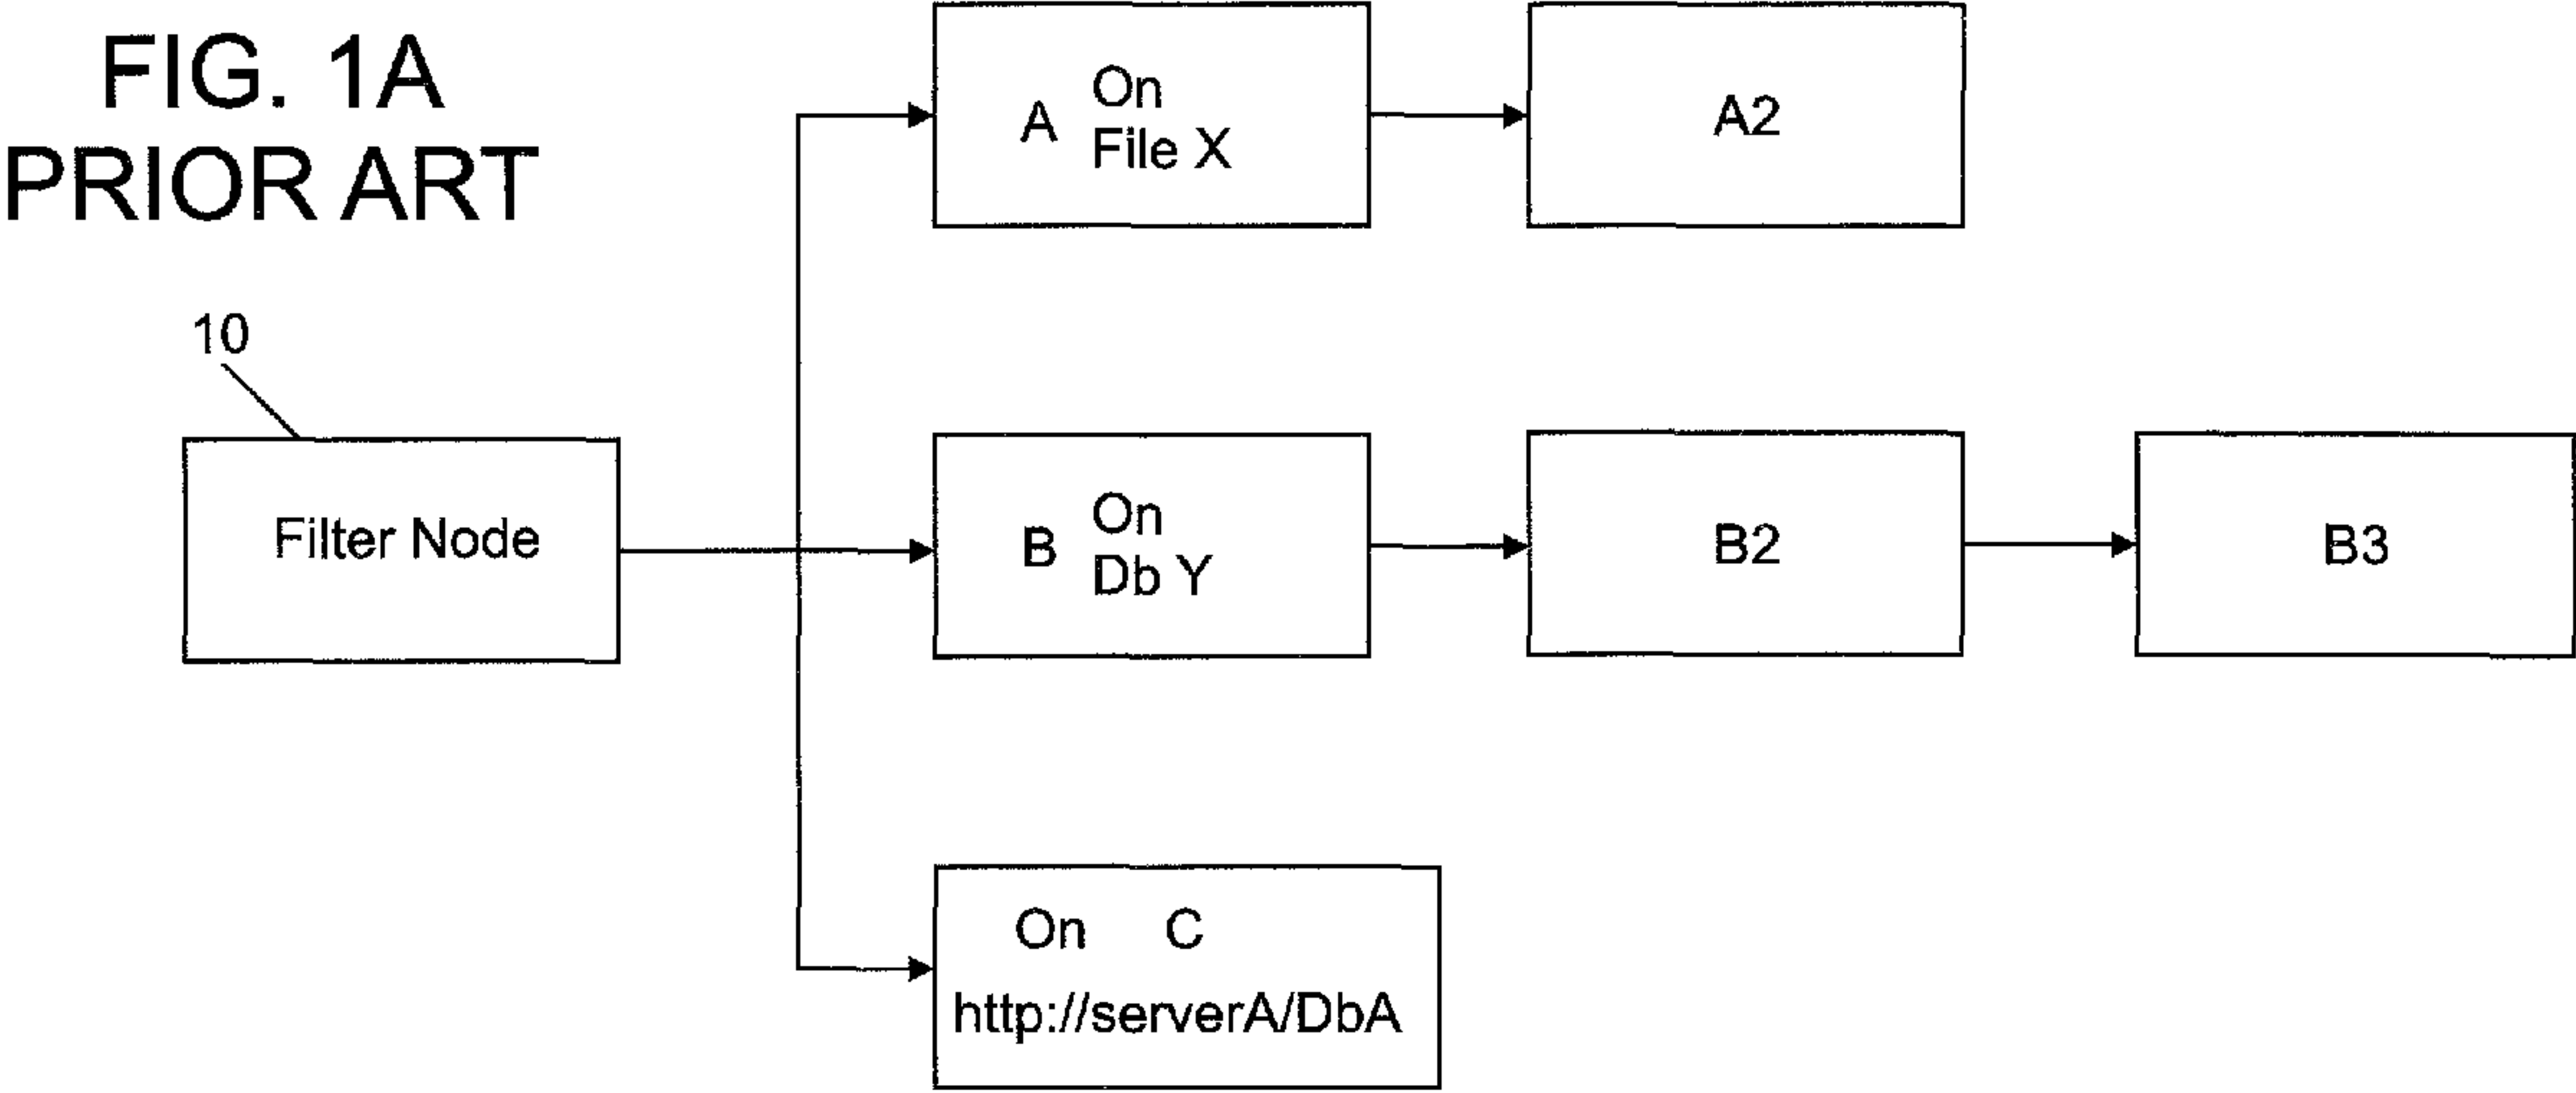 FIG. 1A
PRIOR ART
A On
File X
A2
10
Filter Node
B On
Db Y
B2
B3
On C
http://serverA/DbA